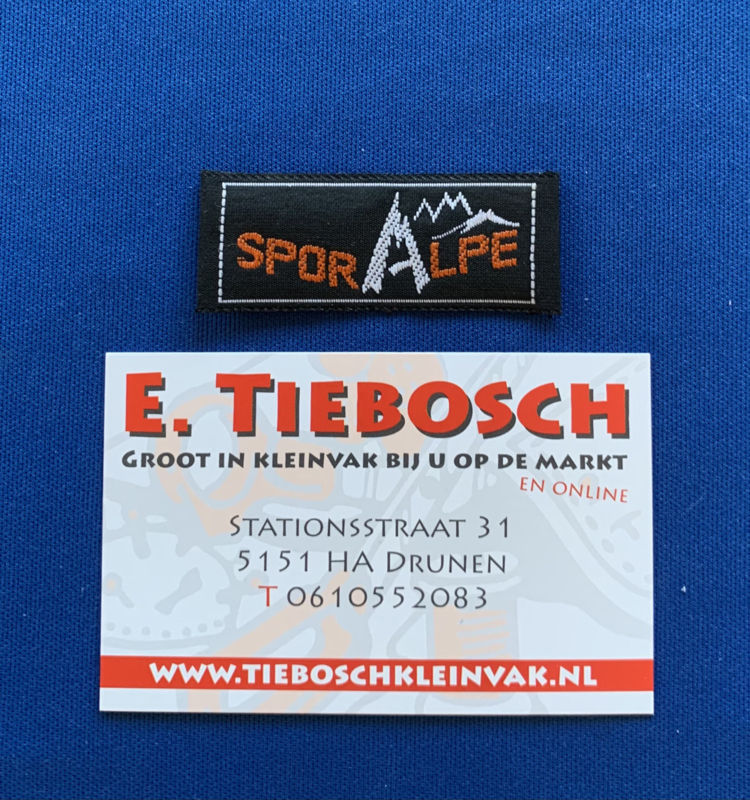 SPORALPE
E. TIEBOSCH
GROOT IN KLEINVAK BIJ U OP DE MARKT
EN ONLINE
STATIONSSTRAAT 31
5151 HA DRUNEN
T 0610552083
WWW.TIEBOSCHKLEINVAK.NL